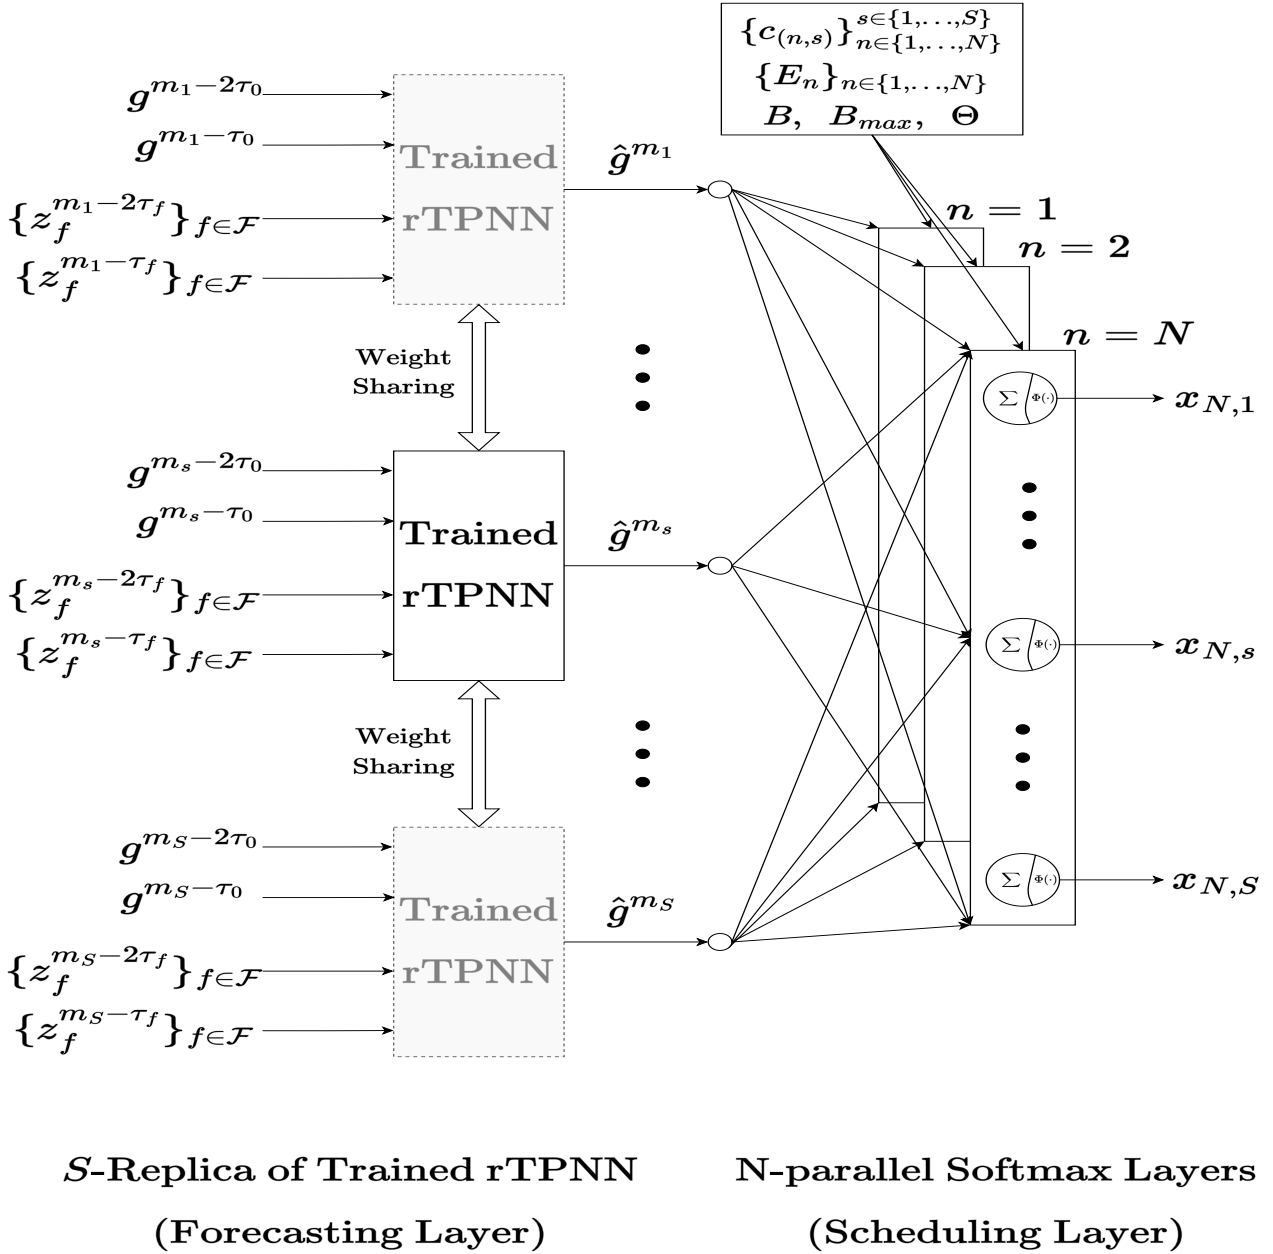 {c_(n,s)}^{s∈{1,…,S}}_{n∈{1,…,N}}
{E_n}_{n∈{1,…,N}}
B, B_max, Θ
g^{m_1−2τ_0}
g^{m_1−τ_0}
{z_f^{m_1−2τ_f}}_{f∈ℱ}
{z_f^{m_1−τ_f}}_{f∈ℱ}
Trained
rTPNN
ĝ^{m_1}
n = 1
n = 2
n = N
Weight
Sharing
∑ Φ(·)
x_{N,1}
g^{m_s−2τ_0}
g^{m_s−τ_0}
{z_f^{m_s−2τ_f}}_{f∈ℱ}
{z_f^{m_s−τ_f}}_{f∈ℱ}
Trained
rTPNN
ĝ^{m_s}
∑ Φ(·)
x_{N,s}
Weight
Sharing
g^{m_S−2τ_0}
g^{m_S−τ_0}
{z_f^{m_S−2τ_f}}_{f∈ℱ}
{z_f^{m_S−τ_f}}_{f∈ℱ}
Trained
rTPNN
ĝ^{m_S}
∑ Φ(·)
x_{N,S}
S-Replica of Trained rTPNN
(Forecasting Layer)
N-parallel Softmax Layers
(Scheduling Layer)